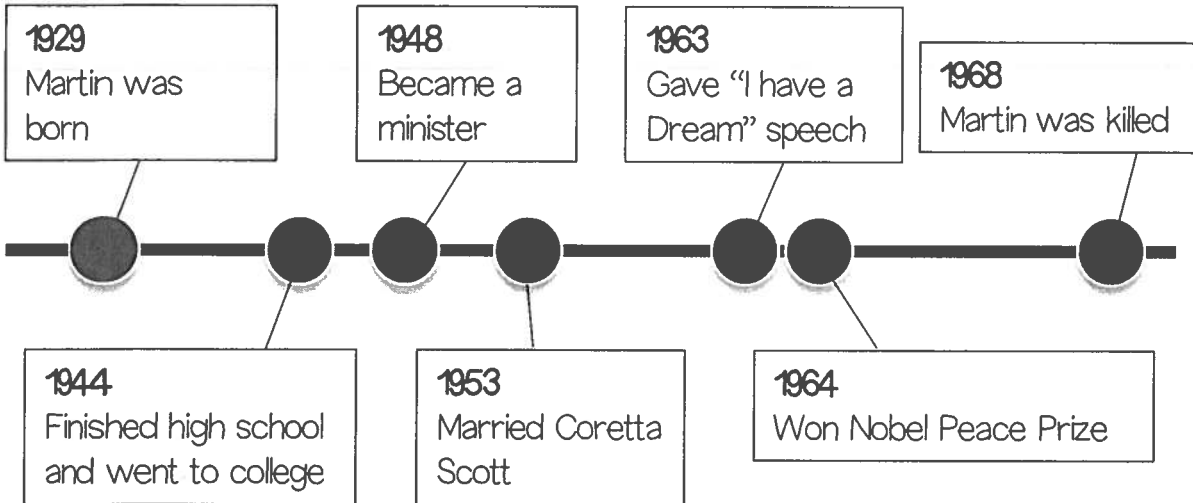 1929
Martin was
born
1948
Became a
minister
1963
Gave “I have a
Dream” speech
1968
Martin was killed
1944
Finished high school
and went to college
1953
Married Coretta
Scott
1964
Won Nobel Peace Prize